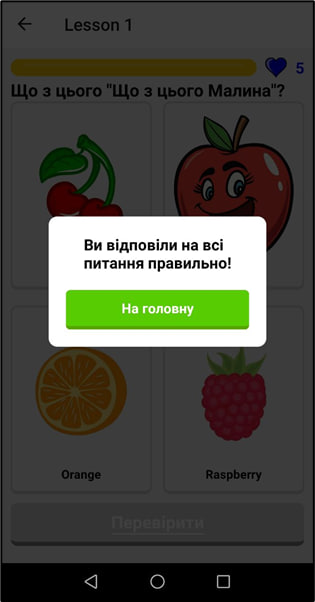 Lesson 1
5
Що з цього "Що з цього Малина"?
Ви відповіли на всі
питання правильно!
На головну
Orange
Raspberry
Перевірити